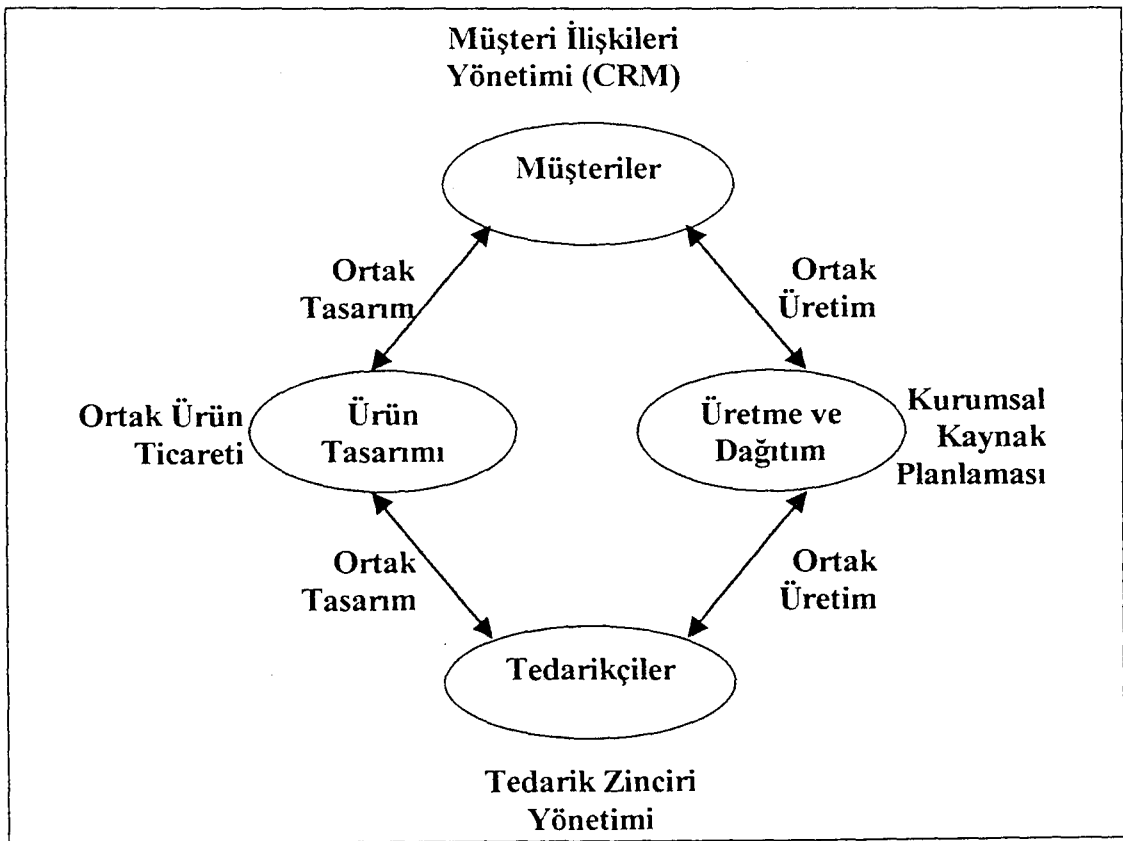 Müşteri İlişkileri
Yönetimi (CRM)
Müşteriler
Ortak
Tasarım
Ortak
Üretim
Ortak Ürün
Ticareti
Ürün
Tasarımı
Üretme ve
Dağıtım
Kurumsal
Kaynak
Planlaması
Ortak
Tasarım
Ortak
Üretim
Tedarikçiler
Tedarik Zinciri
Yönetimi